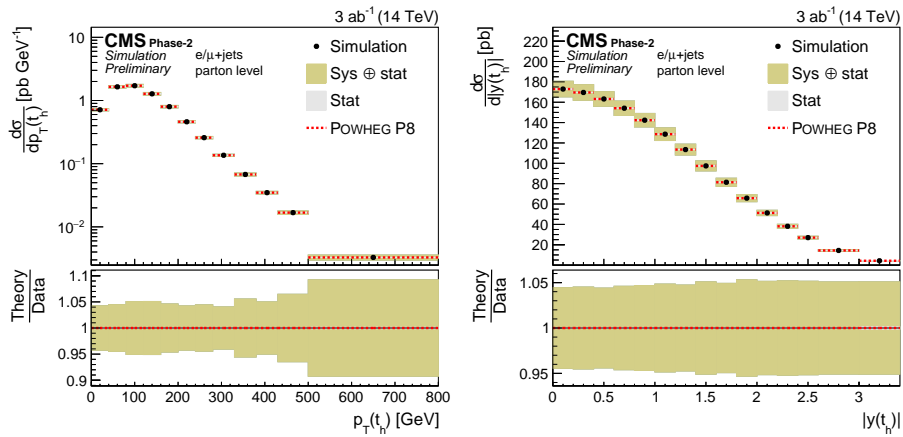 3 ab⁻¹ (14 TeV)
CMS Phase-2
Simulation
Preliminary
e/μ+jets
parton level
Simulation
Sys ⊕ stat
Stat
POWHEG P8
dσ/dp_T(t_h) [pb GeV⁻¹]
10
1
10⁻¹
10⁻²
Theory/Data
1.1
1.05
1
0.95
0.9
0 100 200 300 400 500 600 700 800
p_T(t_h) [GeV]
3 ab⁻¹ (14 TeV)
CMS Phase-2
Simulation
Preliminary
e/μ+jets
parton level
Simulation
Sys ⊕ stat
Stat
POWHEG P8
dσ/d|y(t_h)| [pb]
220
200
180
160
140
120
100
80
60
40
20
Theory/Data
1.05
1
0.95
0 0.5 1 1.5 2 2.5 3
|y(t_h)|